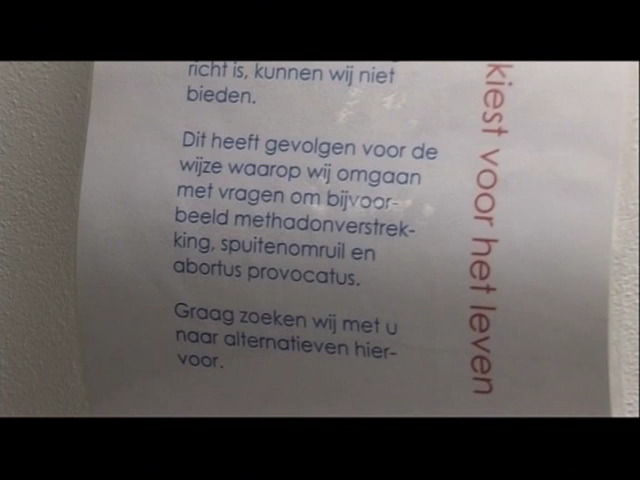 richt is, kunnen wij niet
bieden.
Dit heeft gevolgen voor de
wijze waarop wij omgaan
met vragen om bijvoor-
beeld methadonverstrek-
king, spuitenomruil en
abortus provocatus.
Graag zoeken wij met u
naar alternatieven hier-
voor.
kiest voor het leven